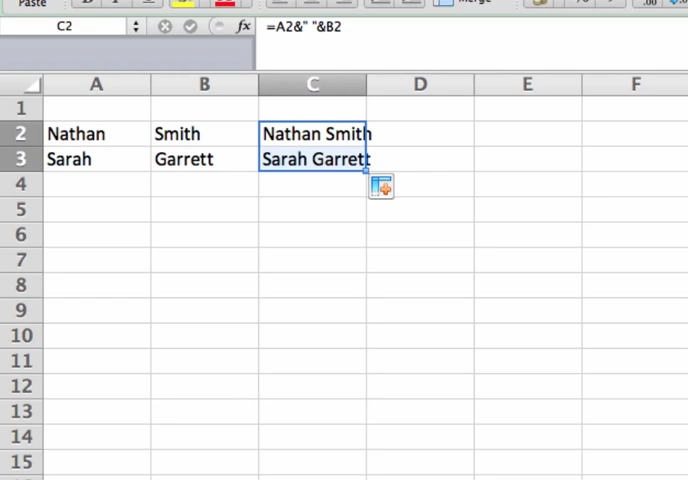 Paste
C2 fx =A2&" "&B2
A B C D E F
1
2 Nathan Smith Nathan Smith
3 Sarah Garrett Sarah Garrett
4
5
6
7
8
9
10
11
12
13
14
15